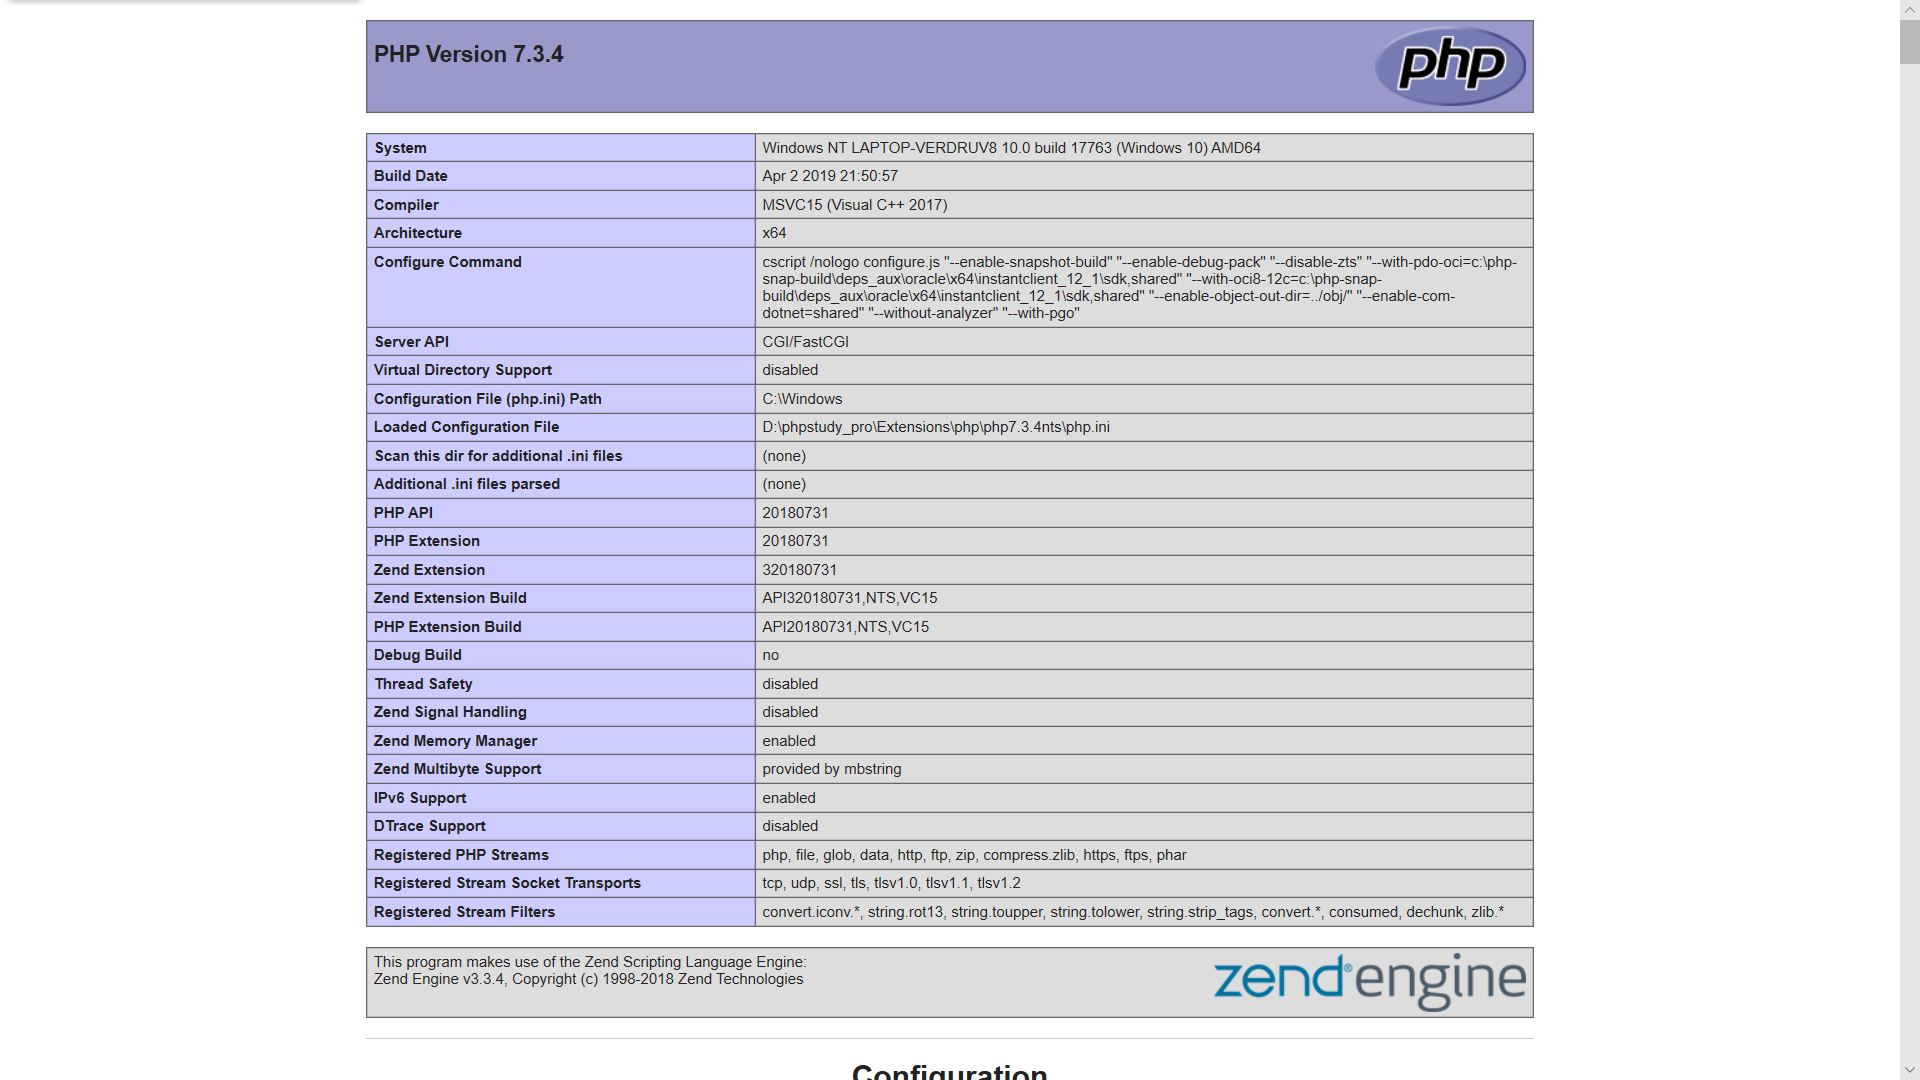 PHP Version 7.3.4
php
System Windows NT LAPTOP-VERDRUV8 10.0 build 17763 (Windows 10) AMD64
Build Date Apr 2 2019 21:50:57
Compiler MSVC15 (Visual C++ 2017)
Architecture x64
Configure Command cscript /nologo configure.js "--enable-snapshot-build" "--enable-debug-pack" "--disable-zts" "--with-pdo-oci=c:\php-
snap-build\deps_aux\oracle\x64\instantclient_12_1\sdk,shared" "--with-oci8-12c=c:\php-snap-
build\deps_aux\oracle\x64\instantclient_12_1\sdk,shared" "--enable-object-out-dir=../obj/" "--enable-com-
dotnet=shared" "--without-analyzer" "--with-pgo"
Server API CGI/FastCGI
Virtual Directory Support disabled
Configuration File (php.ini) Path C:\Windows
Loaded Configuration File D:\phpstudy_pro\Extensions\php\php7.3.4nts\php.ini
Scan this dir for additional .ini files (none)
Additional .ini files parsed (none)
PHP API 20180731
PHP Extension 20180731
Zend Extension 320180731
Zend Extension Build API320180731,NTS,VC15
PHP Extension Build API20180731,NTS,VC15
Debug Build no
Thread Safety disabled
Zend Signal Handling disabled
Zend Memory Manager enabled
Zend Multibyte Support provided by mbstring
IPv6 Support enabled
DTrace Support disabled
Registered PHP Streams php, file, glob, data, http, ftp, zip, compress.zlib, https, ftps, phar
Registered Stream Socket Transports tcp, udp, ssl, tls, tlsv1.0, tlsv1.1, tlsv1.2
Registered Stream Filters convert.iconv.*, string.rot13, string.toupper, string.tolower, string.strip_tags, convert.*, consumed, dechunk, zlib.*
This program makes use of the Zend Scripting Language Engine:
Zend Engine v3.3.4, Copyright (c) 1998-2018 Zend Technologies
zend® engine
Configuration